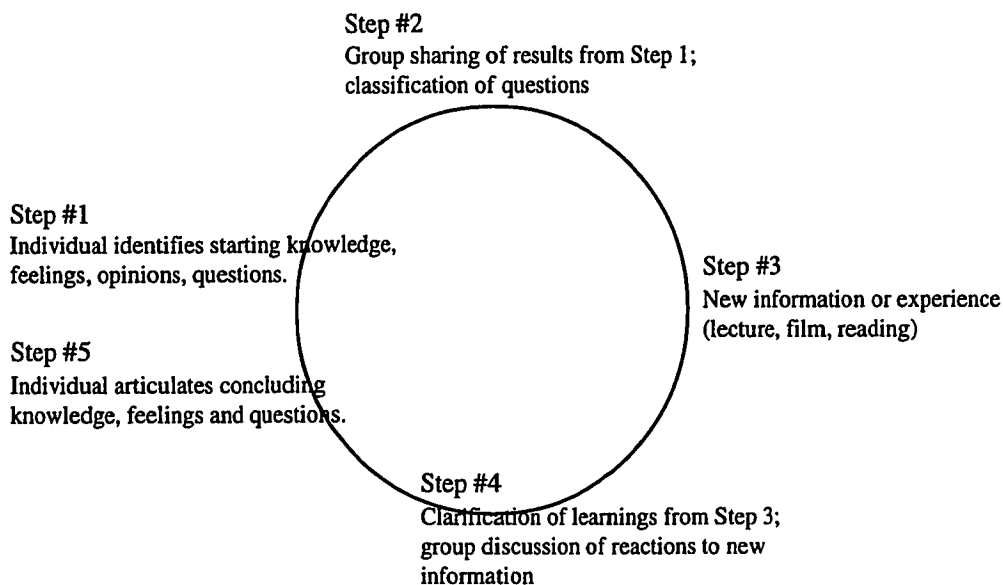 Step #2
Group sharing of results from Step 1;
classification of questions
Step #1
Individual identifies starting knowledge,
feelings, opinions, questions.
Step #3
New information or experience
(lecture, film, reading)
Step #5
Individual articulates concluding
knowledge, feelings and questions.
Step #4
Clarification of learnings from Step 3;
group discussion of reactions to new
information